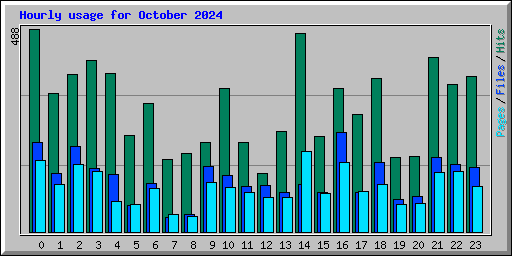 Hourly usage for October 2024
488
Pages / Files / Hits
0 1 2 3 4 5 6 7 8 9 10 11 12 13 14 15 16 17 18 19 20 21 22 23